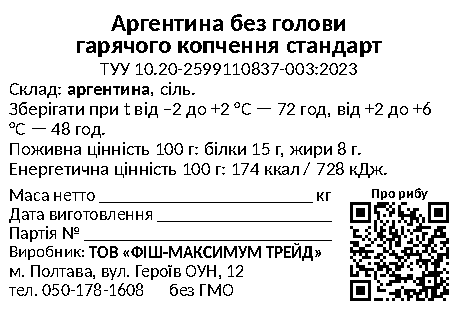 Аргентина без голови
гарячого копчення стандарт
ТУУ 10.20-2599110837-003:2023
Склад: аргентина, сіль.
Зберігати при t від –2 до +2 °С — 72 год, від +2 до +6
°С — 48 год.
Поживна цінність 100 г: білки 15 г, жири 8 г.
Енергетична цінність 100 г: 174 ккал / 728 кДж.
Маса нетто ______________________ кг
Про рибу
Дата виготовлення __________________
Партія № _________________________
Виробник: ТОВ «ФІШ-МАКСИМУМ ТРЕЙД»
м. Полтава, вул. Героїв ОУН, 12
тел. 050-178-1608 без ГМО